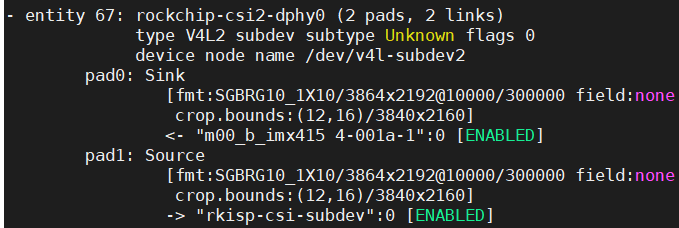 - entity 67: rockchip-csi2-dphy0 (2 pads, 2 links)
type V4L2 subdev subtype Unknown flags 0
device node name /dev/v4l-subdev2
pad0: Sink
[fmt:SGBRG10_1X10/3864x2192@10000/300000 field:none
crop.bounds:(12,16)/3840x2160]
<- "m00_b_imx415 4-001a-1":0 [ENABLED]
pad1: Source
[fmt:SGBRG10_1X10/3864x2192@10000/300000 field:none
crop.bounds:(12,16)/3840x2160]
-> "rkisp-csi-subdev":0 [ENABLED]